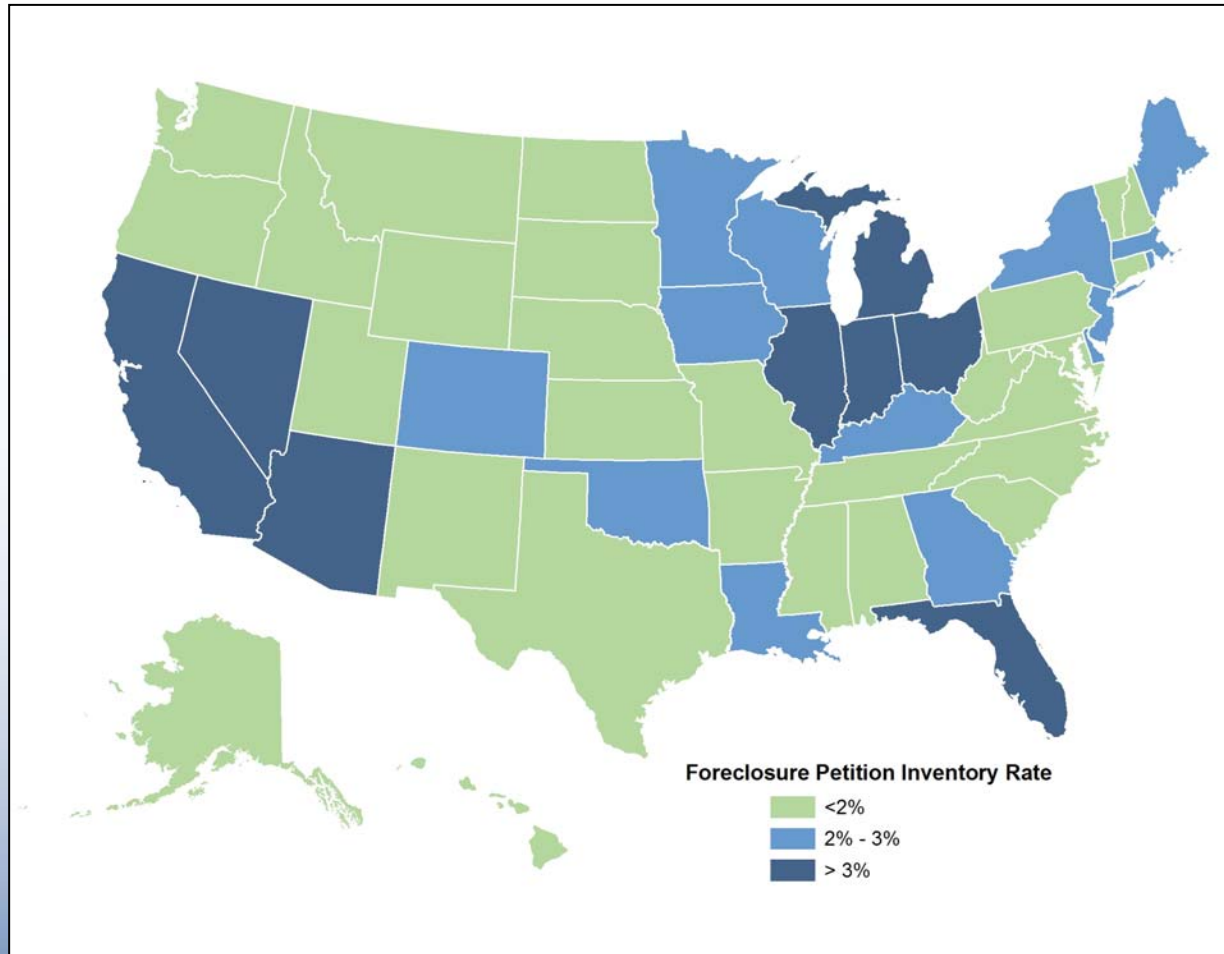 Foreclosure Petition Inventory Rate
<2%
2% - 3%
> 3%